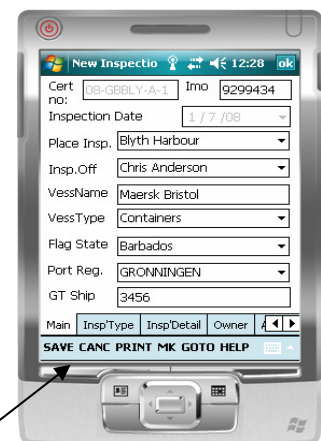 New Inspectio 12:28 ok
Cert no: 08-GBBLY-A-1 Imo 9299434
Inspection Date 1 / 7 /08
Place Insp. Blyth Harbour
Insp.Off Chris Anderson
VessName Maersk Bristol
VessType Containers
Flag State Barbados
Port Reg. GRONNINGEN
GT Ship 3456
Main Insp'Type Insp'Detail Owner
SAVE CANC PRINT MK GOTO HELP